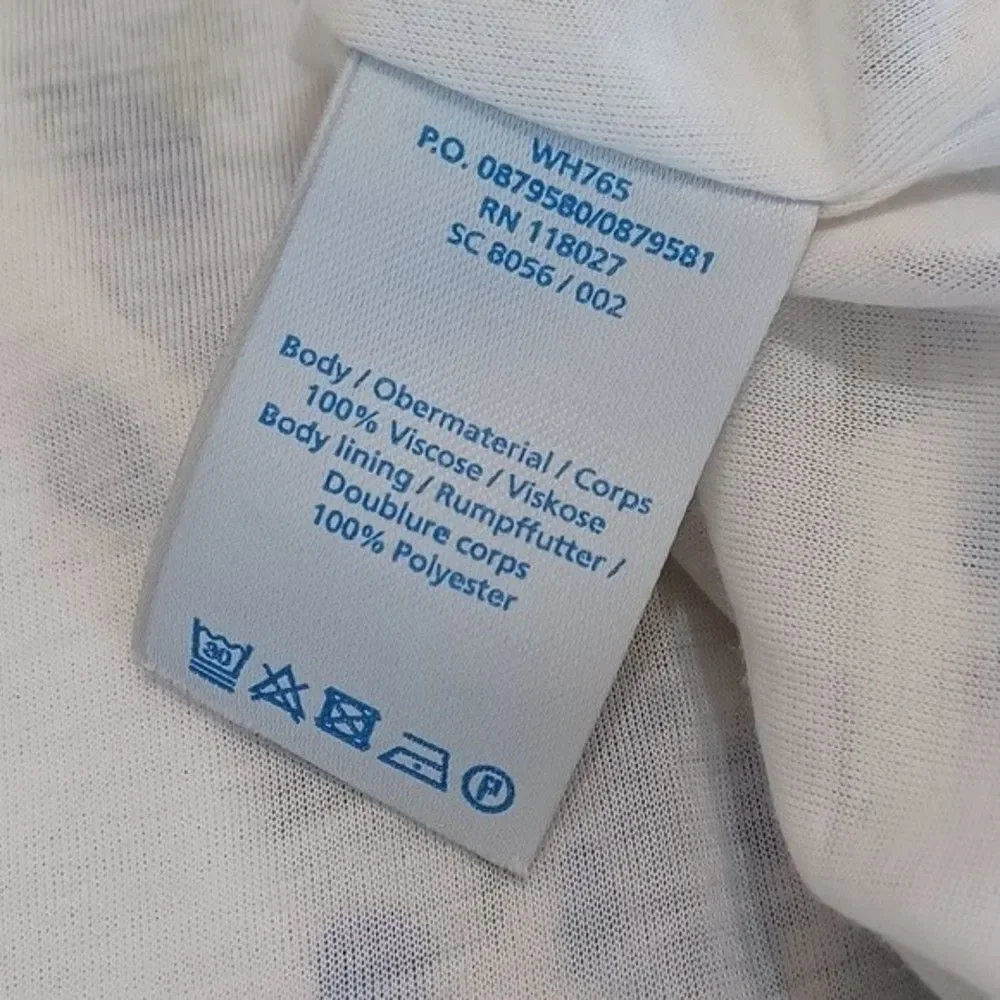 WH765
P.O. 0879580/0879581
RN 118027
SC 8056 / 002
Body / Obermaterial / Corps
100% Viscose / Viskose
Body lining / Rumpffutter /
Doublure corps
100% Polyester
30
P